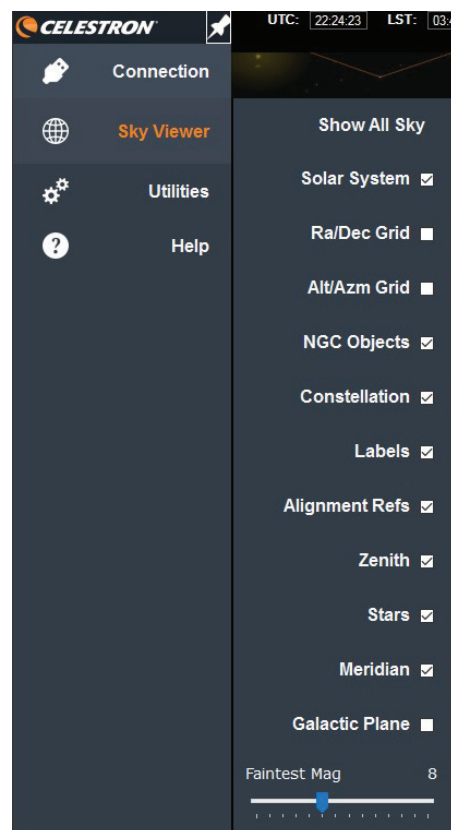 CELESTRON
UTC: 22:24:23 LST: 03:
Connection
Sky Viewer
Utilities
? Help
Show All Sky
Solar System
Ra/Dec Grid
Alt/Azm Grid
NGC Objects
Constellation
Labels
Alignment Refs
Zenith
Stars
Meridian
Galactic Plane
Faintest Mag 8